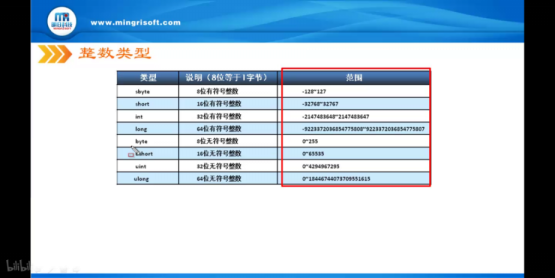 www.mingrisoft.com
整数类型
类型 说明（8位等于1字节） 范围
sbyte 8位有符号整数 -128~127
short 16位有符号整数 -32768~32767
int 32位有符号整数 -2147483648~2147483647
long 64位有符号整数 -9223372036854775808~9223372036854775807
byte 8位无符号整数 0~255
ushort 16位无符号整数 0~65535
uint 32位无符号整数 0~4294967295
ulong 64位无符号整数 0~18446744073709551615
bilibili